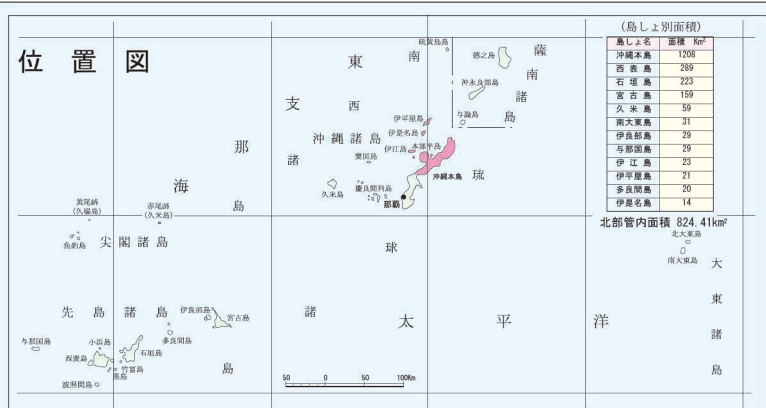 位置図
(島しょ別面積)
島しょ名 面積 Km²
沖縄本島 1208
西表島 289
石垣島 223
宮古島 159
久米島 59
南大東島 31
伊良部島 29
与那国島 29
伊江島 23
伊平屋島 21
多良間島 20
伊是名島 14
北部管内面積 824.41km²
東支那海
南西諸島
薩南諸島
硫黄鳥島
徳之島
沖永良部島
与論島
沖縄諸島
伊平屋島
伊是名島
伊江島
本部半島
粟国島
沖縄本島
久米島
慶良間列島
那覇
琉球諸島
黄尾嶼
(久場島)
赤尾嶼
(久米島)
魚釣島
尖閣諸島
北大東島
南大東島
大東諸島
先島諸島
伊良部島
宮古島
多良間島
与那国島
小浜島
石垣島
西表島
竹富島
黒島
波照間島
太平洋
50 0 50 100Km